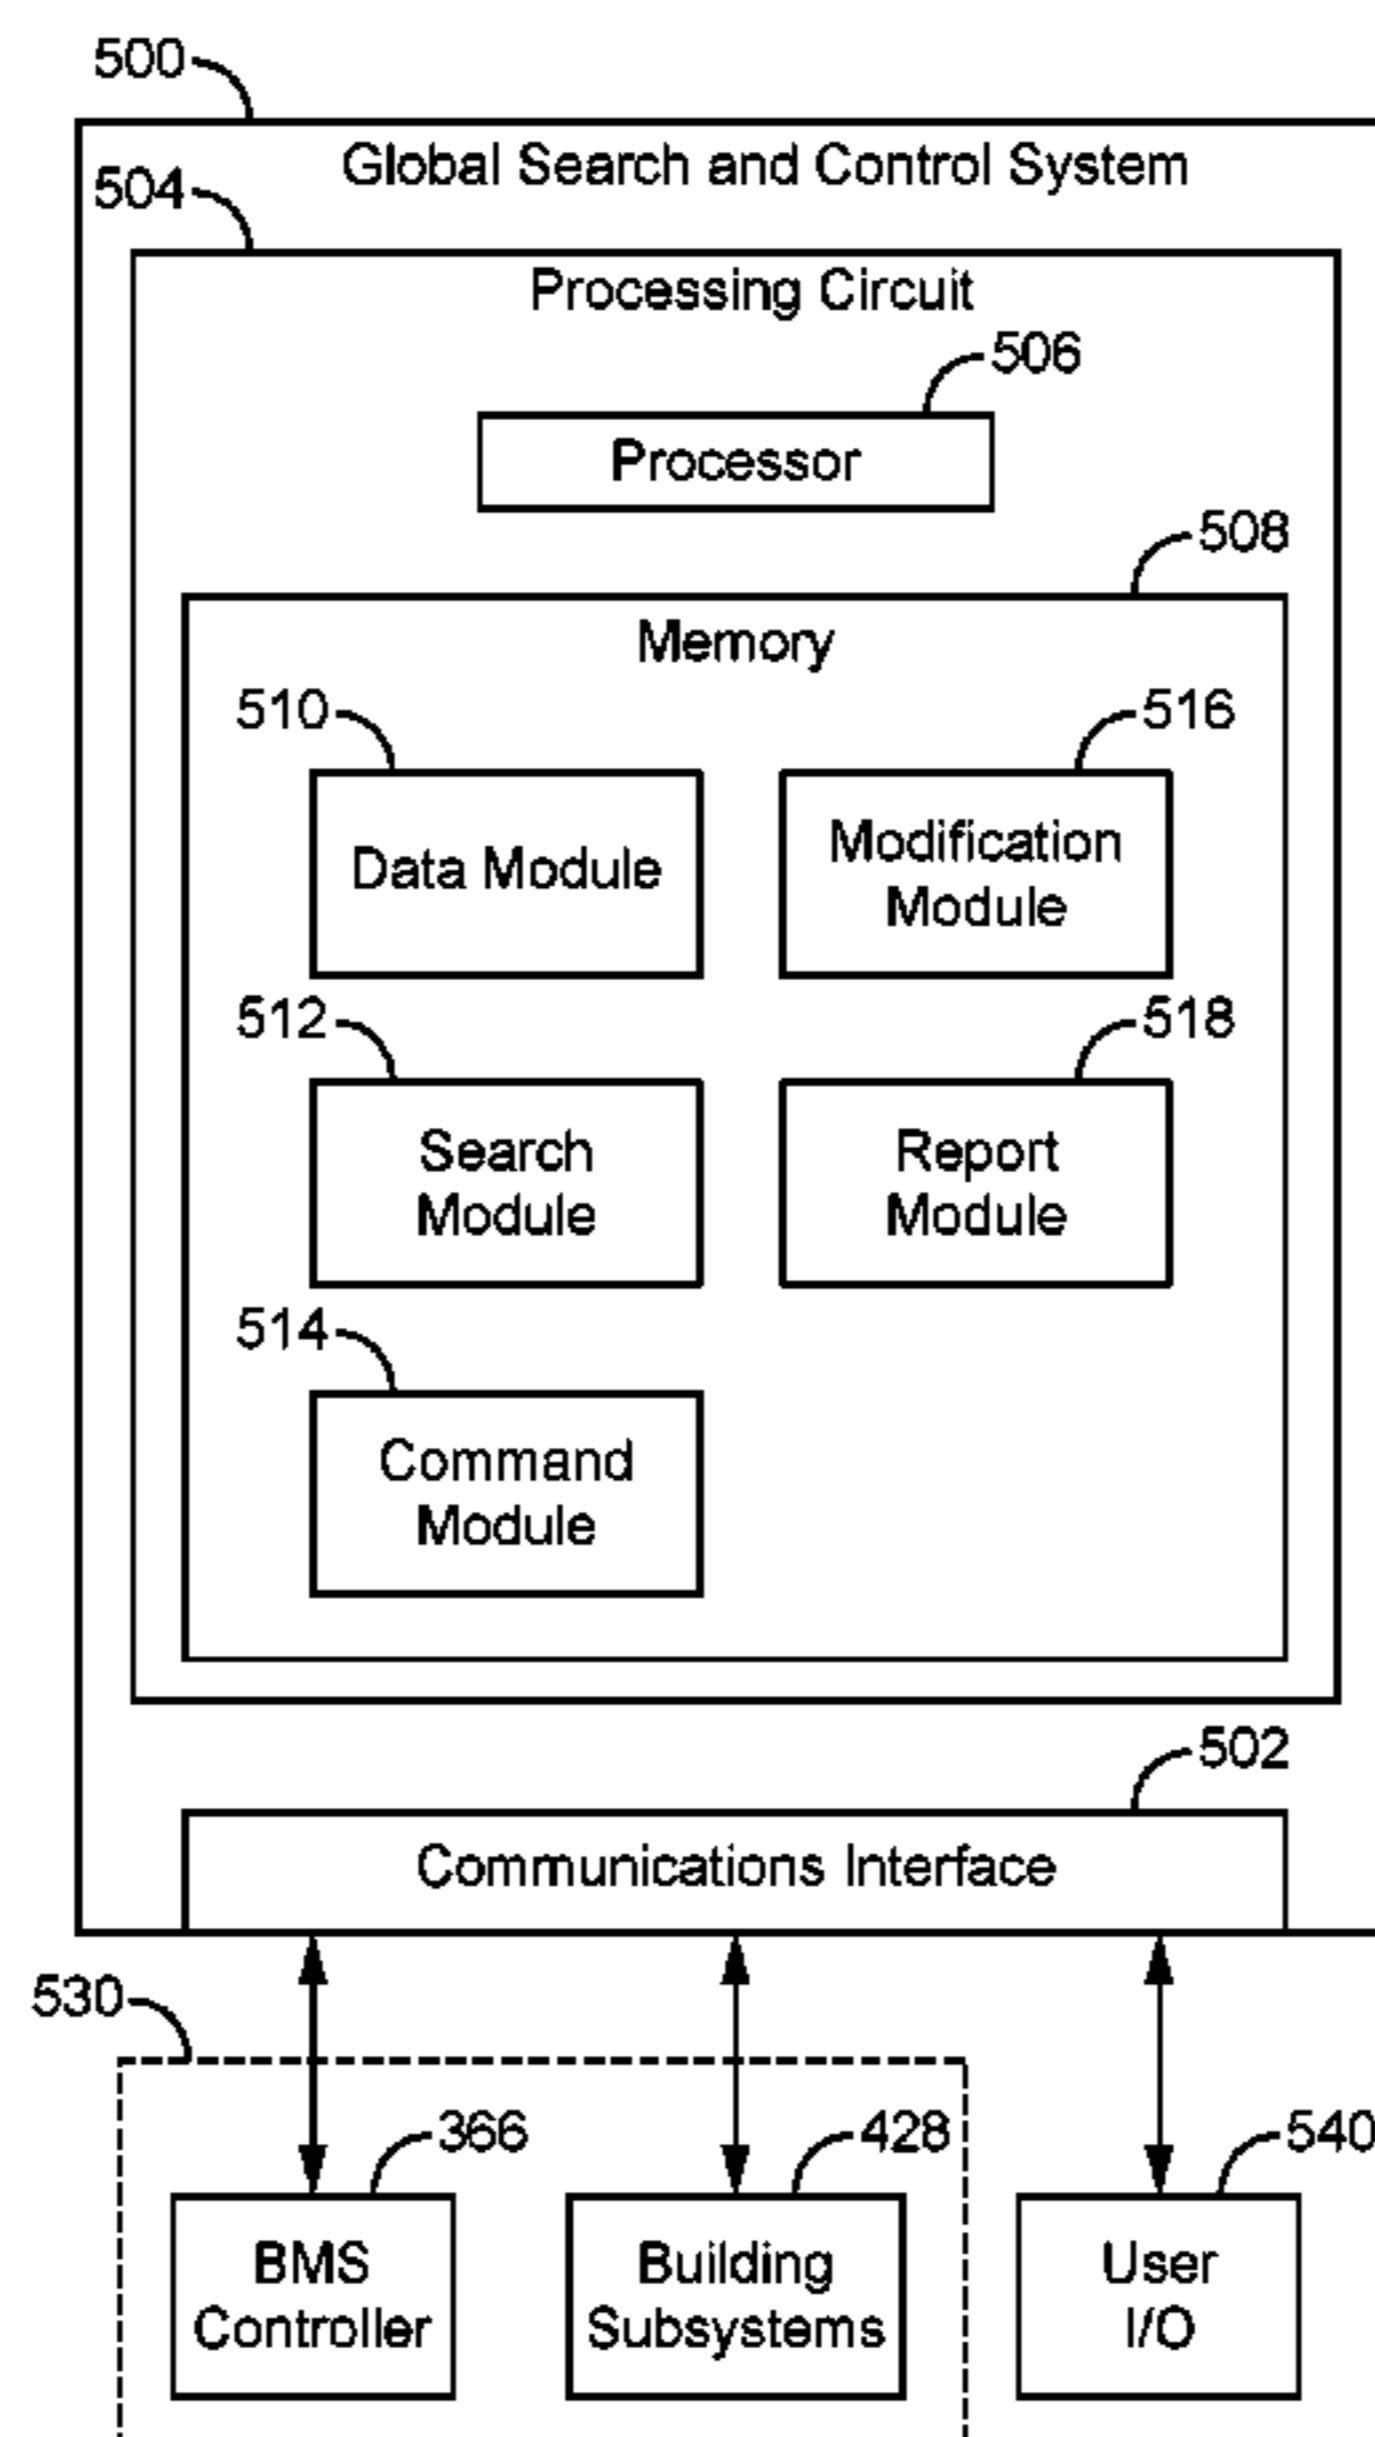 500
Global Search and Control System
504
Processing Circuit
506
Processor
508
Memory
510
516
Data Module
Modification
Module
512
518
Search
Module
Report
Module
514
Command
Module
502
Communications Interface
530
366
428
540
BMS
Controller
Building
Subsystems
User
I/O